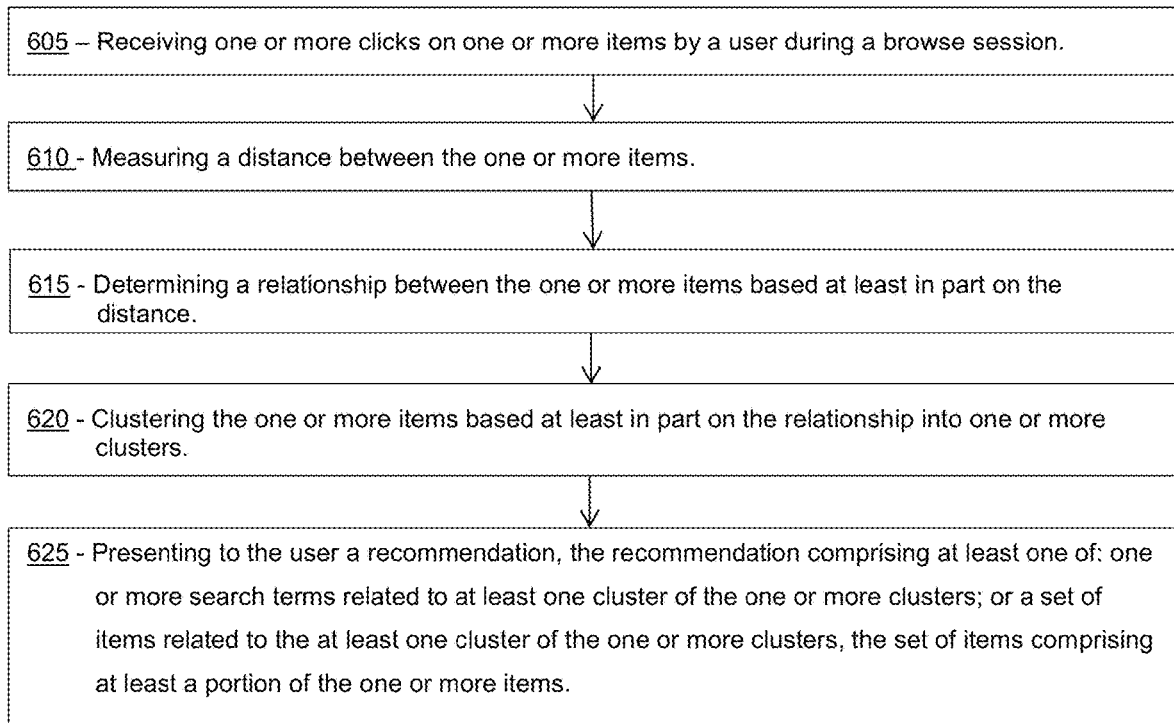 605 – Receiving one or more clicks on one or more items by a user during a browse session.
610 - Measuring a distance between the one or more items.
615 - Determining a relationship between the one or more items based at least in part on the
distance.
620 - Clustering the one or more items based at least in part on the relationship into one or more
clusters.
625 - Presenting to the user a recommendation, the recommendation comprising at least one of: one
or more search terms related to at least one cluster of the one or more clusters; or a set of
items related to the at least one cluster of the one or more clusters, the set of items comprising
at least a portion of the one or more items.